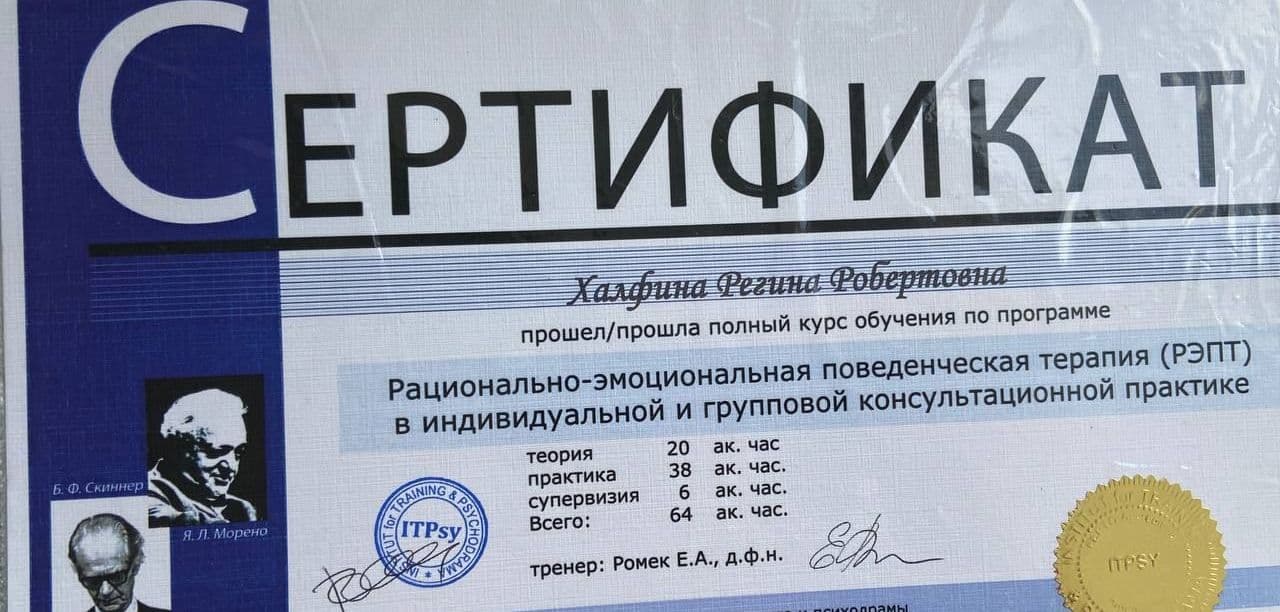 СЕРТИФИКАТ
Халфина Регина Робертовна
прошел/прошла полный курс обучения по программе
Рационально-эмоциональная поведенческая терапия (РЭПТ)
в индивидуальной и групповой консультационной практике
теория 20 ак. час
практика 38 ак. час.
супервизия 6 ак. час.
Всего: 64 ак. час.
Б. Ф. Скиннер
Я. Л. Морено
INSTITUT for TRAINING & PSYCHODRAMA
ITPsy
тренер: Ромек Е.А., д.ф.н.
ITPSY
и психодрамы